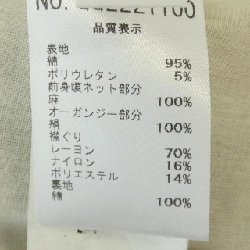 品質表示
表地
綿 95%
ポリウレタン 5%
前身頃ネット部分
麻 100%
オーガンジー部分
絹 100%
襟ぐり
レーヨン 70%
ナイロン 16%
ポリエステル 14%
裏地
綿 100%